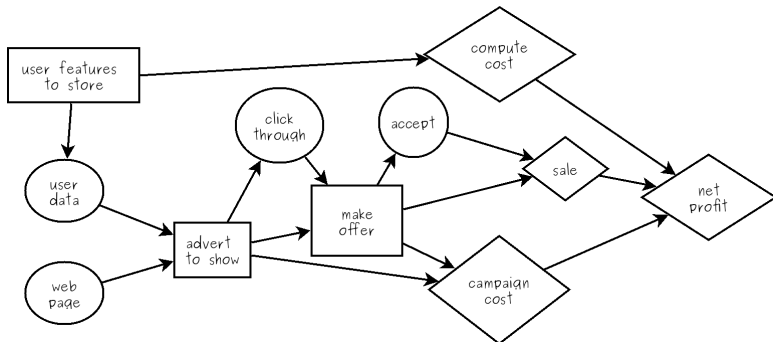 user features
to store
compute
cost
click
through
accept
user
data
sale
net
profit
make
offer
advert
to show
web
page
campaign
cost